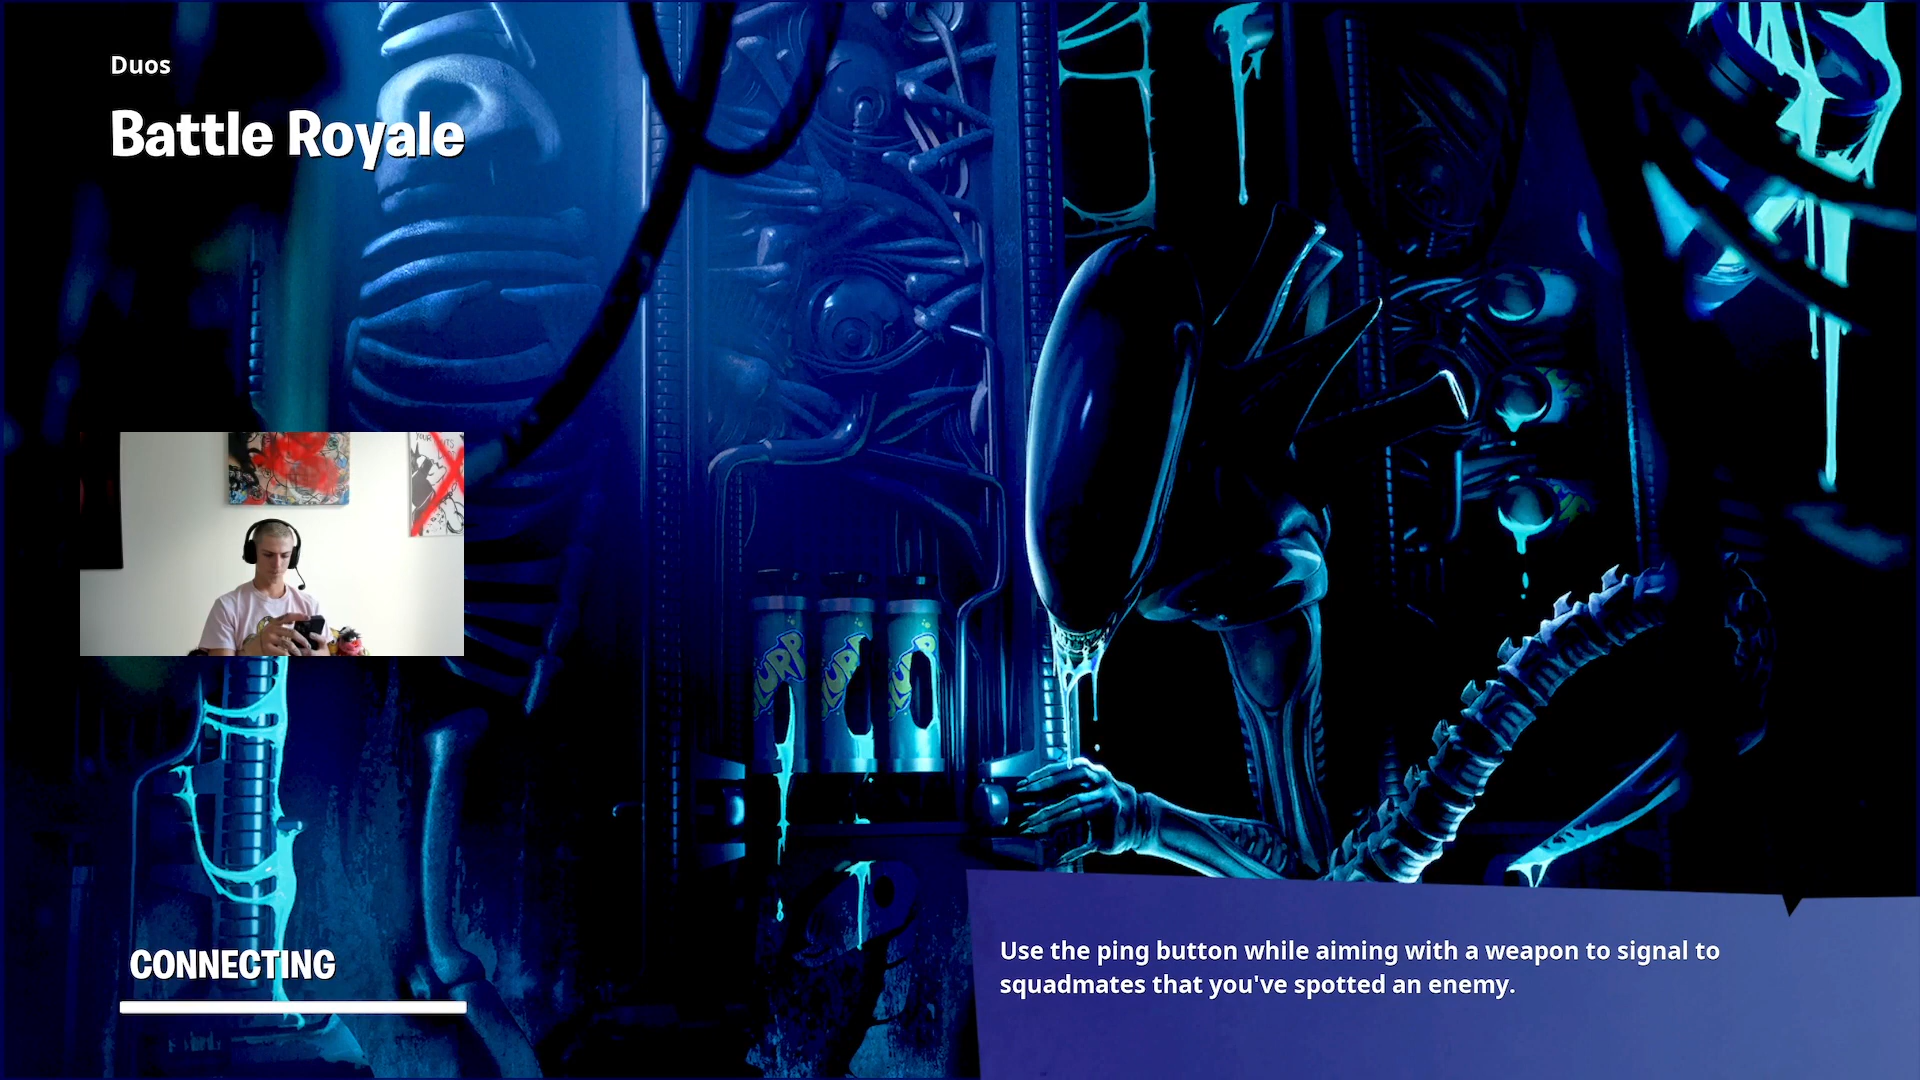 Duos
Battle Royale
YOUR
CONNECTING
Use the ping button while aiming with a weapon to signal to
squadmates that you've spotted an enemy.